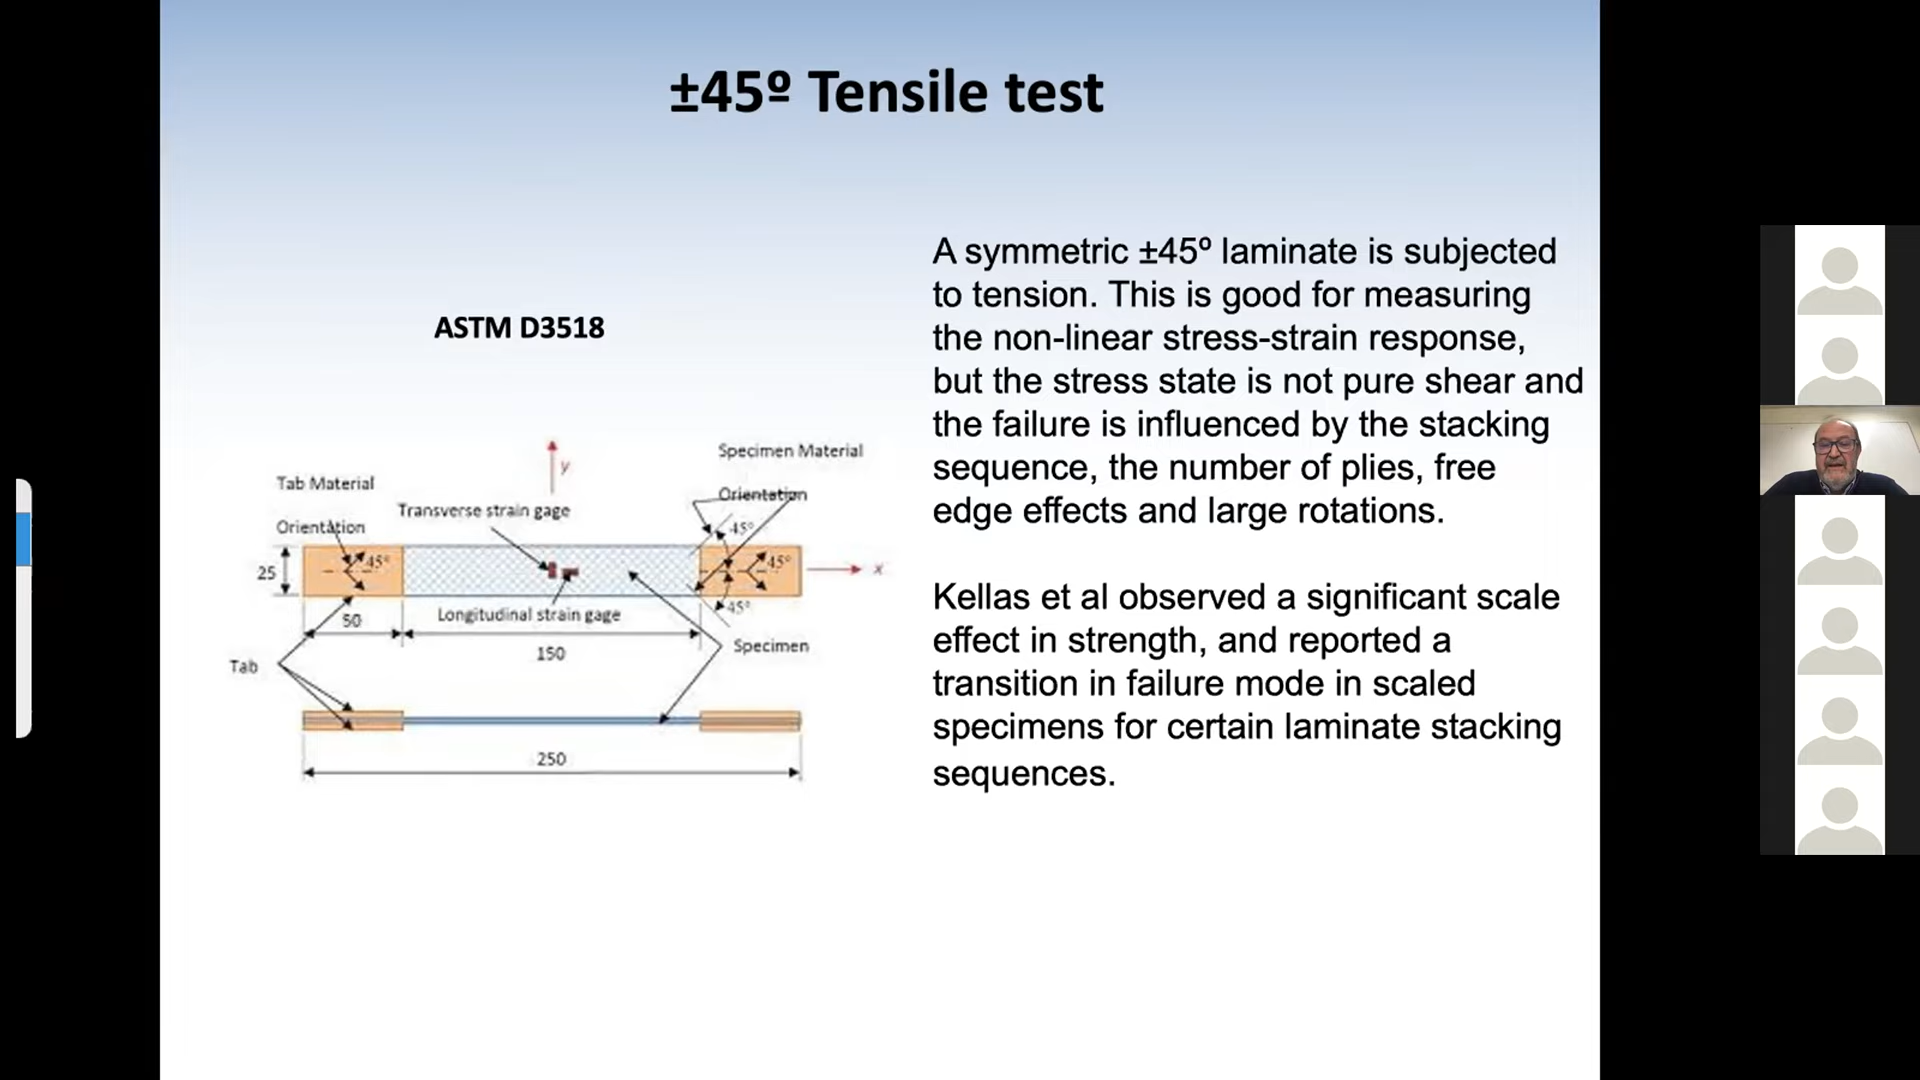 ±45º Tensile test
ASTM D3518
A symmetric ±45º laminate is subjected
to tension. This is good for measuring
the non-linear stress-strain response,
but the stress state is not pure shear and
the failure is influenced by the stacking
sequence, the number of plies, free
edge effects and large rotations.
Kellas et al observed a significant scale
effect in strength, and reported a
transition in failure mode in scaled
specimens for certain laminate stacking
sequences.
y
Specimen Material
Orientation
Tab Material
Orientation
Transverse strain gage
45°
45°
45°
45°
x
25
50
Longitudinal strain gage
150
Specimen
Tab
250